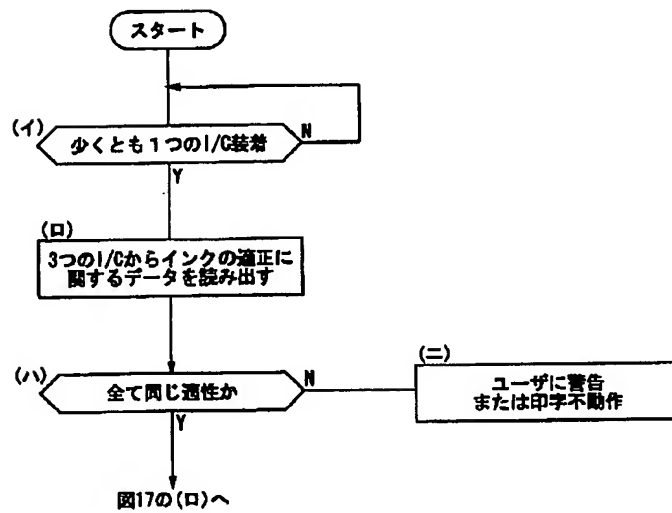 スタート
(イ)
少くとも1つのI/C装着
N
Y
(ロ)
3つのI/Cからインクの適正に
関するデータを読み出す
(ハ)
全て同じ適性か
N
Y
(ニ)
ユーザに警告
または印字不動作
図17の(ロ)へ